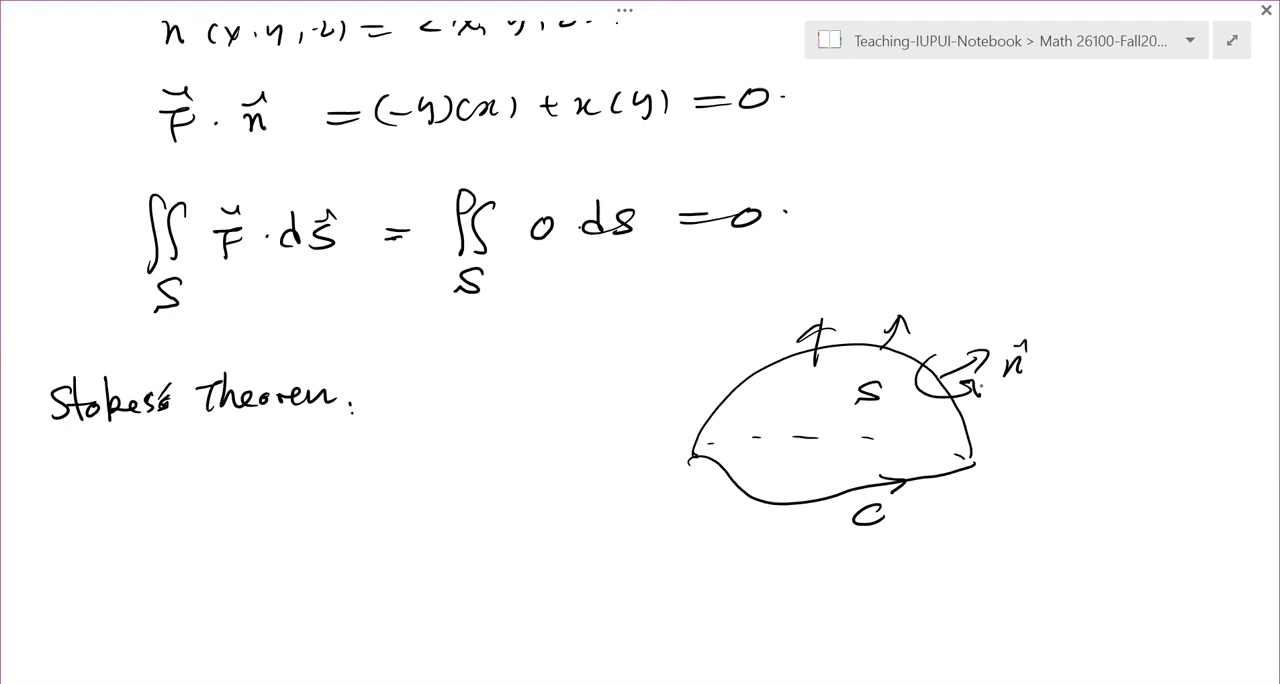 Teaching-IUPUI-Notebook > Math 26100-Fall20...
n (x, y, z) =
F⃗ · n⃗ = (-y)(x) + x(y) = 0.
∬_S F⃗ · dS⃗ = ∬_S 0 dS = 0.
Stokes's Theorem.
n⃗
S
C